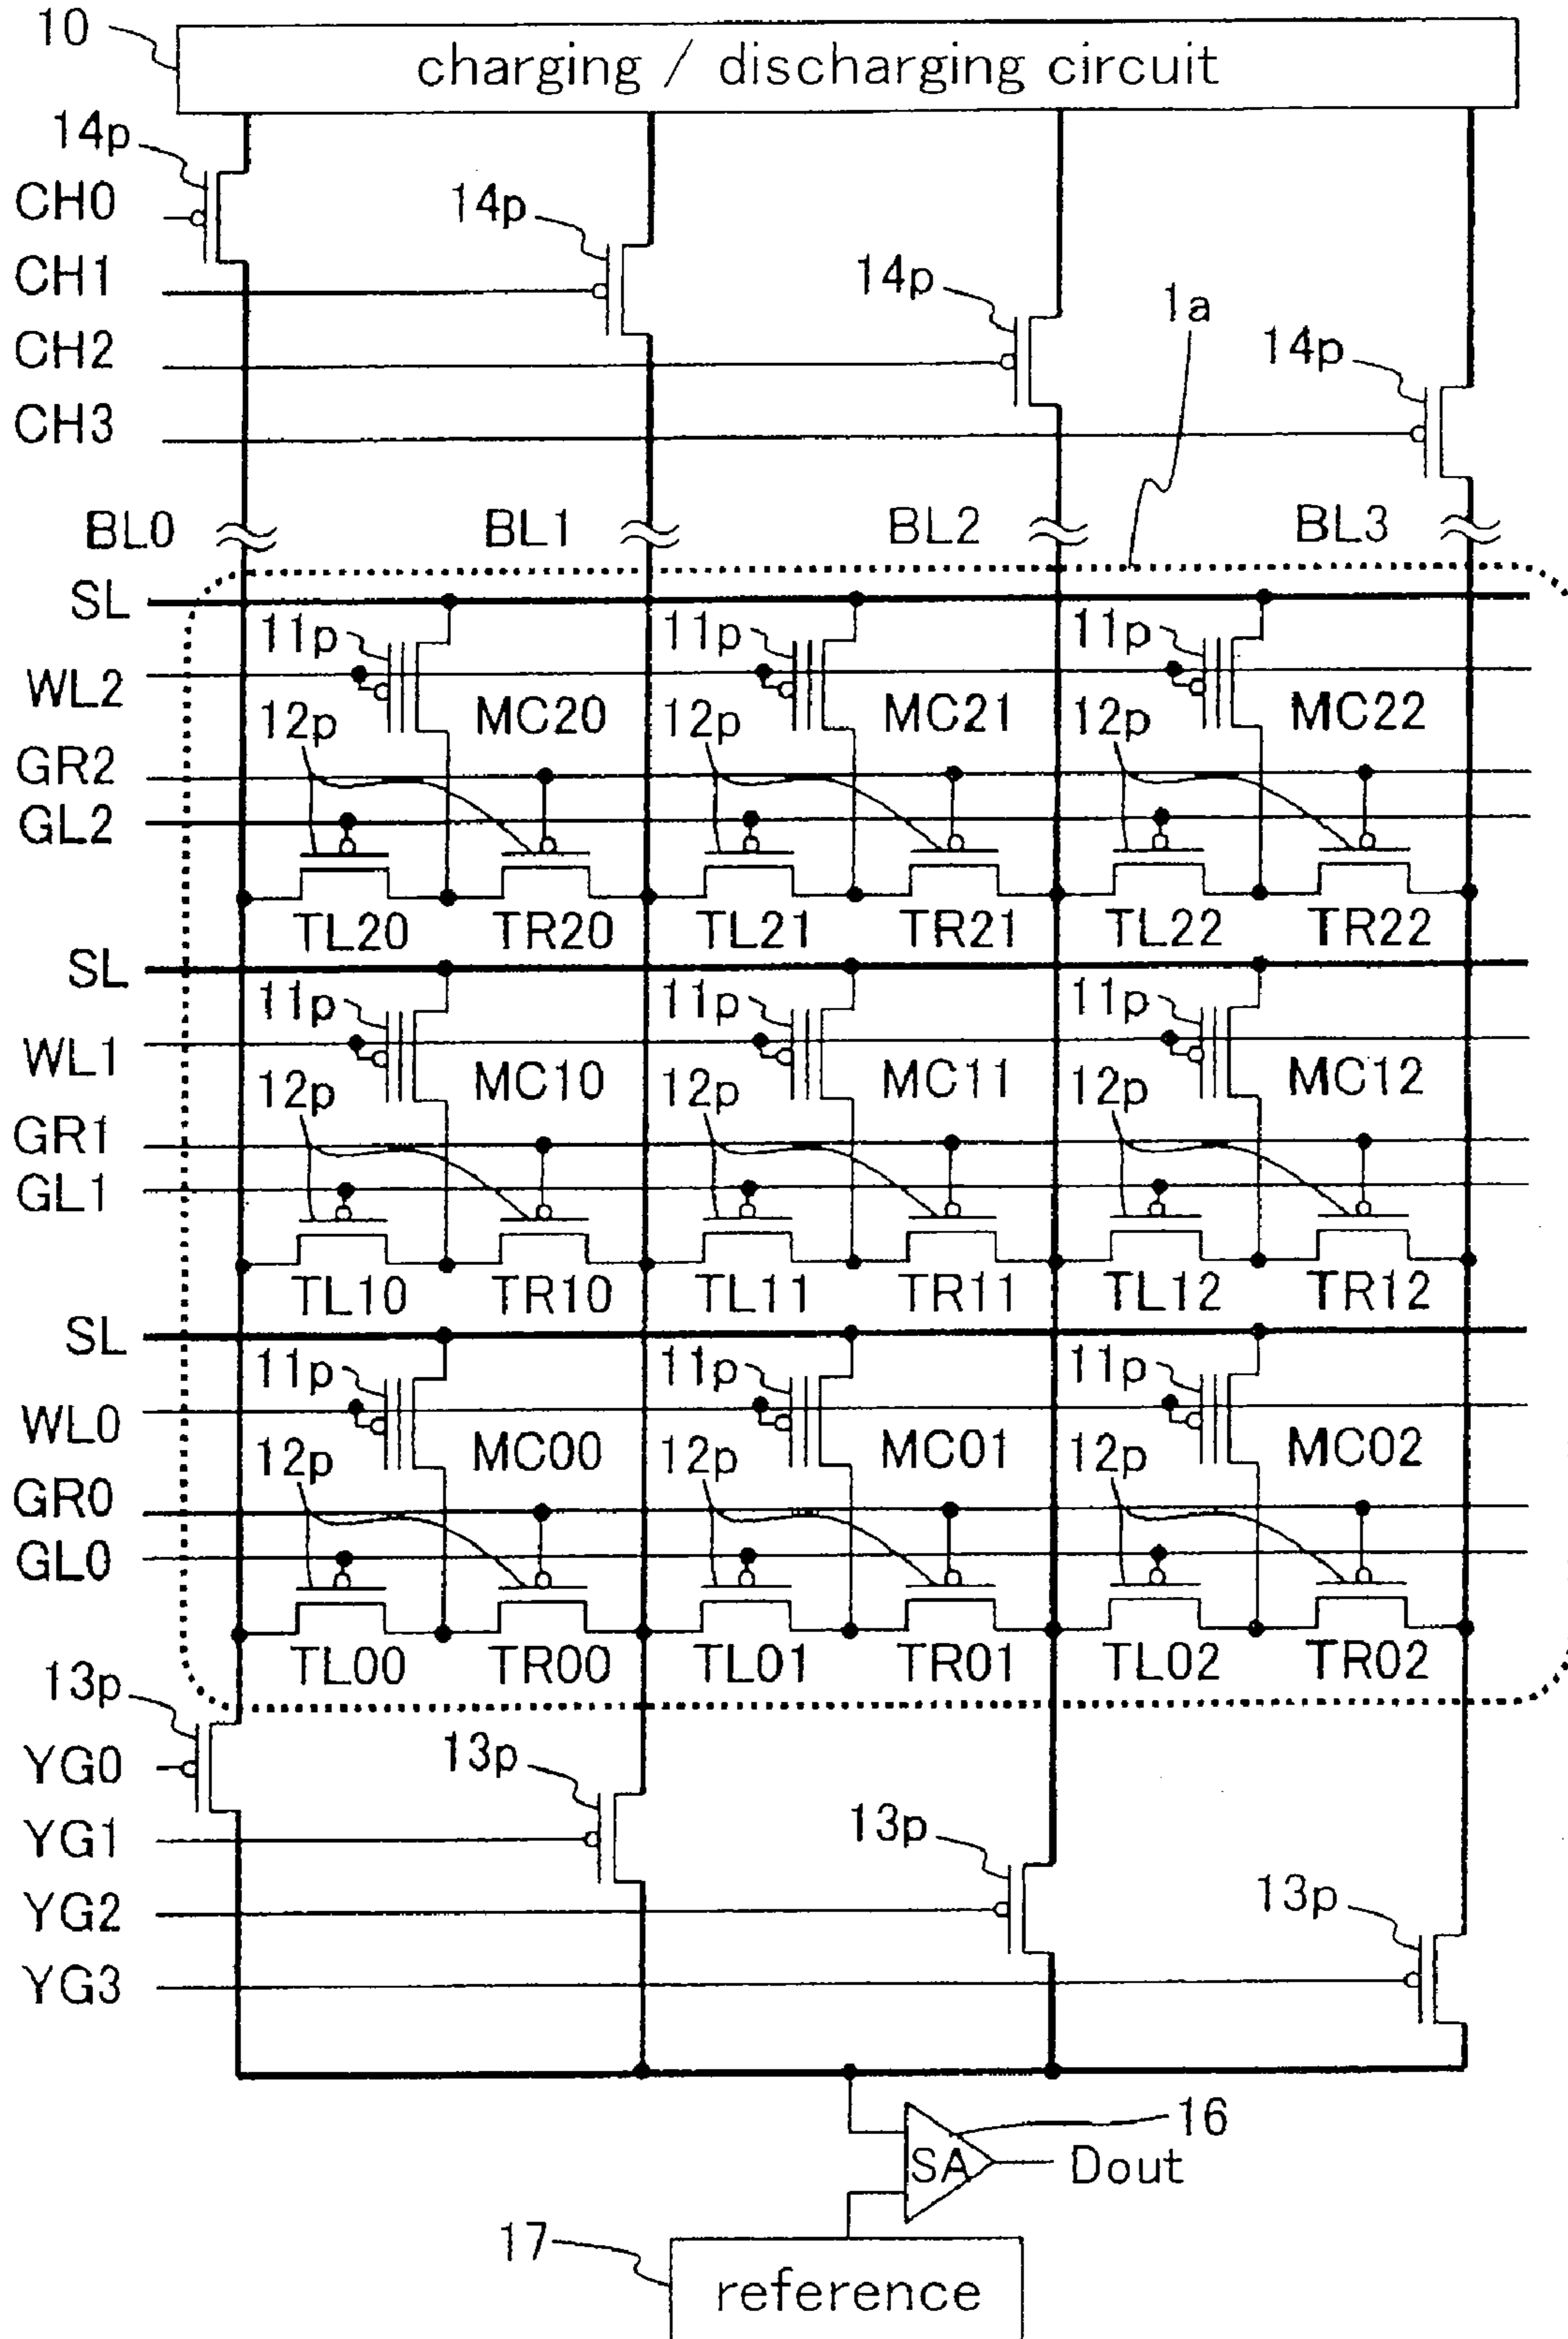 10
charging / discharging circuit
14p
CH0
14p
CH1
14p
1a
CH2
14p
CH3
BL0 BL1 BL2 BL3
SL
11p 11p 11p
WL2
MC20 MC21 MC22
12p 12p 12p
GR2
GL2
TL20 TR20 TL21 TR21 TL22 TR22
SL
11p 11p 11p
WL1
MC10 MC11 MC12
12p 12p 12p
GR1
GL1
TL10 TR10 TL11 TR11 TL12 TR12
SL
11p 11p 11p
WL0
MC00 MC01 MC02
12p 12p 12p
GR0
GL0
TL00 TR00 TL01 TR01 TL02 TR02
13p
YG0
13p
YG1
13p
YG2
13p
YG3
16
SA Dout
17
reference